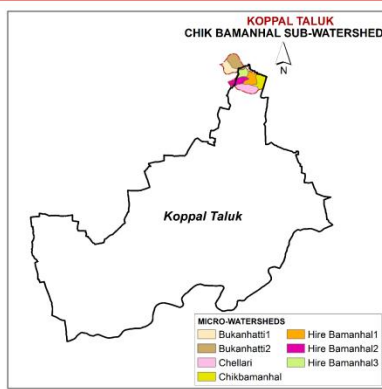 KOPPAL TALUK
CHIK BAMANHAL SUB-WATERSHED
N
Koppal Taluk
MICRO-WATERSHEDS
Bukanhatti1
Bukanhatti2
Chellari
Chikbamanhal
Hire Bamanhal1
Hire Bamanhal2
Hire Bamanhal3